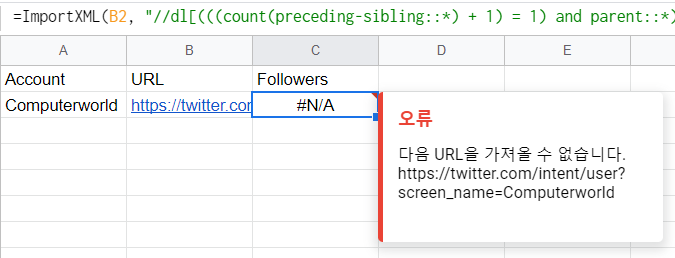 =ImportXML(B2, "//dl[(((count(preceding-sibling::*) + 1) = 1) and parent::*)
A B C D E
Account URL Followers
Computerworld https://twitter.com #N/A
오류
다음 URL을 가져올 수 없습니다.
https://twitter.com/intent/user?
screen_name=Computerworld